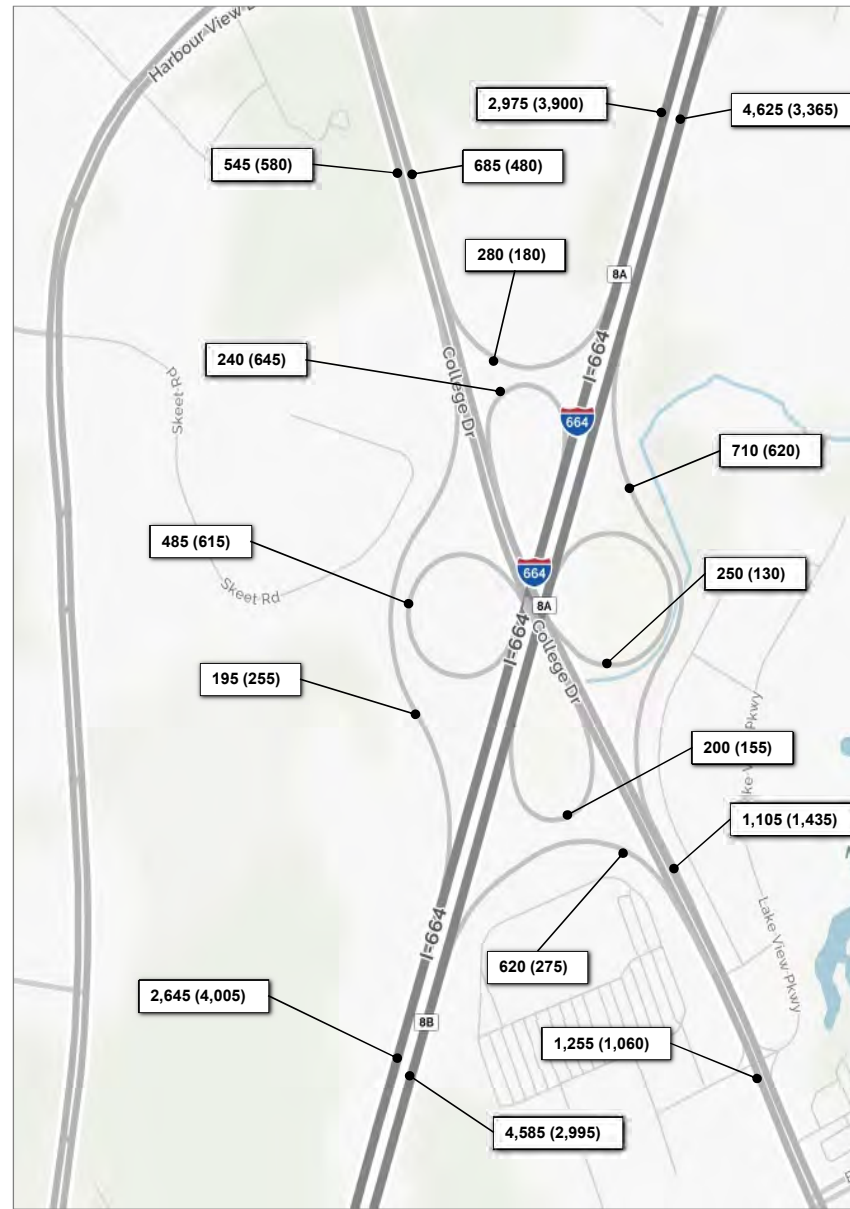 Harbour View
2,975 (3,900)
4,625 (3,365)
545 (580)
685 (480)
280 (180)
8A
I-664
240 (645)
College Dr
664
Skeet Rd
710 (620)
485 (615)
664
250 (130)
Skeet Rd
8A
I-664
College Dr
195 (255)
200 (155)
1,105 (1,435)
I-664
620 (275)
Lake View Pkwy
2,645 (4,005)
8B
1,255 (1,060)
4,585 (2,995)